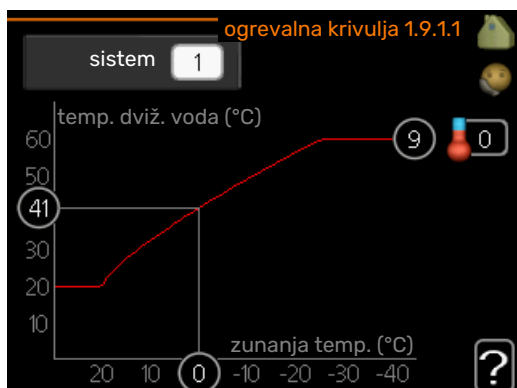 ogrevalna krivulja 1.9.1.1
sistem 1
temp. dviž. voda (°C)
60 9 0
50
41
30
20
10
zunanja temp. (°C)
20 10 0 -10 -20 -30 -40 ?